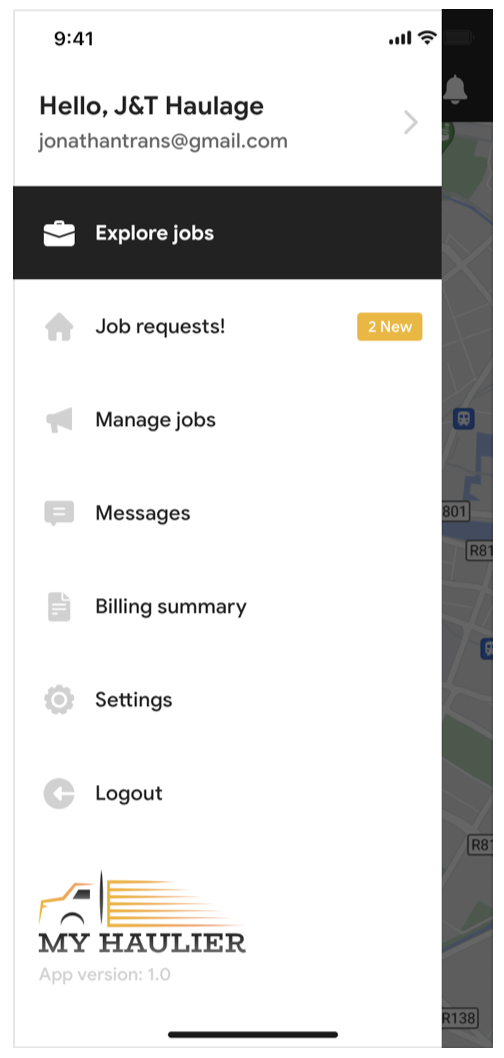 9:41
Hello, J&T Haulage
jonathantrans@gmail.com
Explore jobs
Job requests!
2 New
Manage jobs
Messages
801
R81
Billing summary
Settings
Logout
R81
MY HAULIER
App version: 1.0
R138